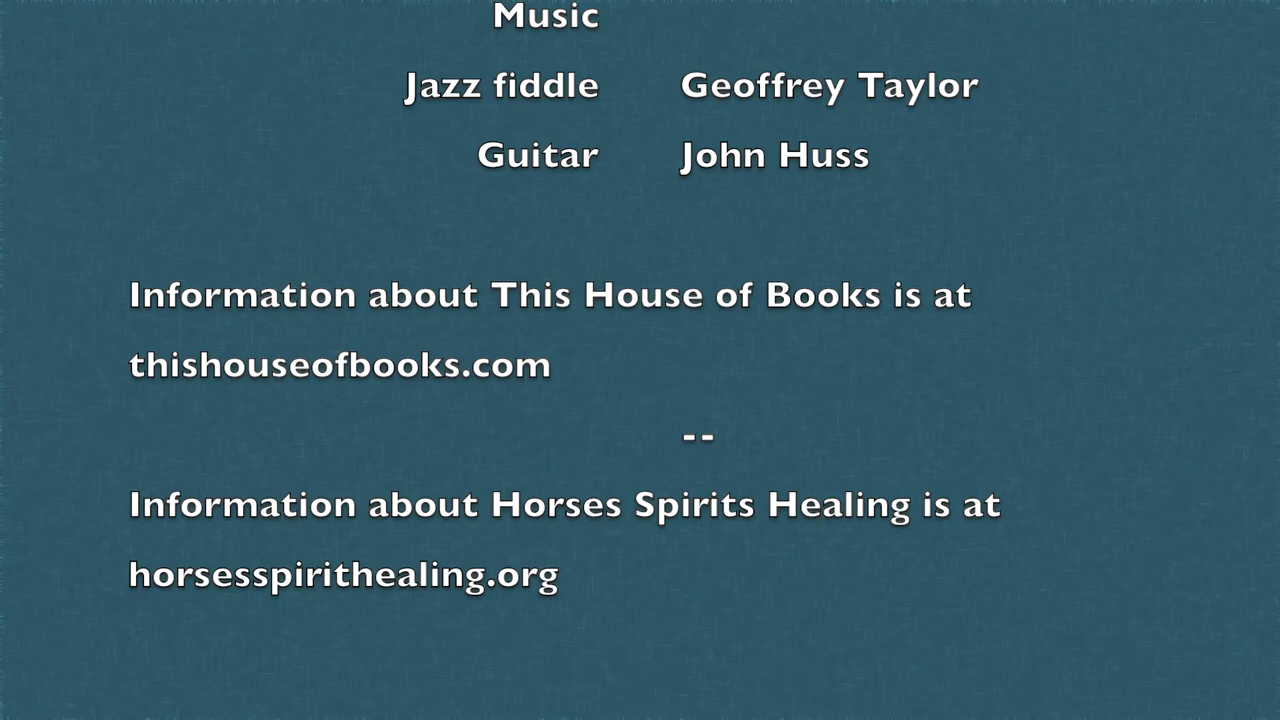 Music
Jazz fiddle Geoffrey Taylor
Guitar John Huss
Information about This House of Books is at
thishouseofbooks.com
--
Information about Horses Spirits Healing is at
horsesspirithealing.org